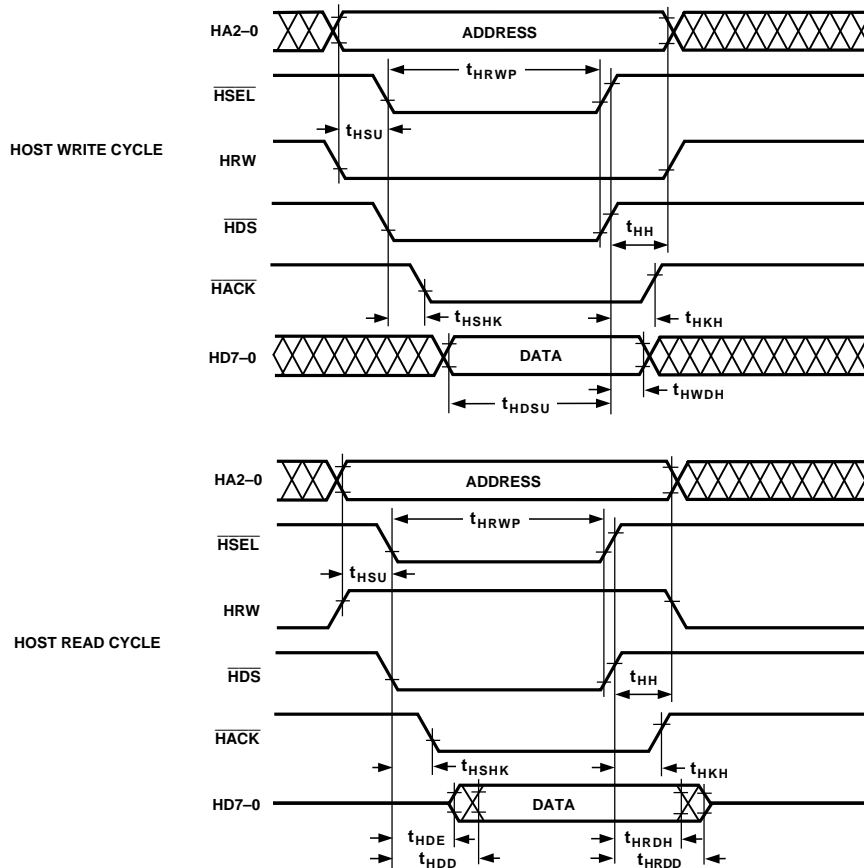 HA2–0
ADDRESS
tHRWP
HSEL
tHSU
HOST WRITE CYCLE
HRW
HDS
tHH
HACK
tHSHK
tHKH
HD7–0
DATA
tHWDH
tHDSU
HA2–0
ADDRESS
tHRWP
HSEL
tHSU
HRW
HOST READ CYCLE
HDS
tHH
HACK
tHSHK
tHKH
HD7–0
DATA
tHDE
tHRDH
tHDD
tHRDD